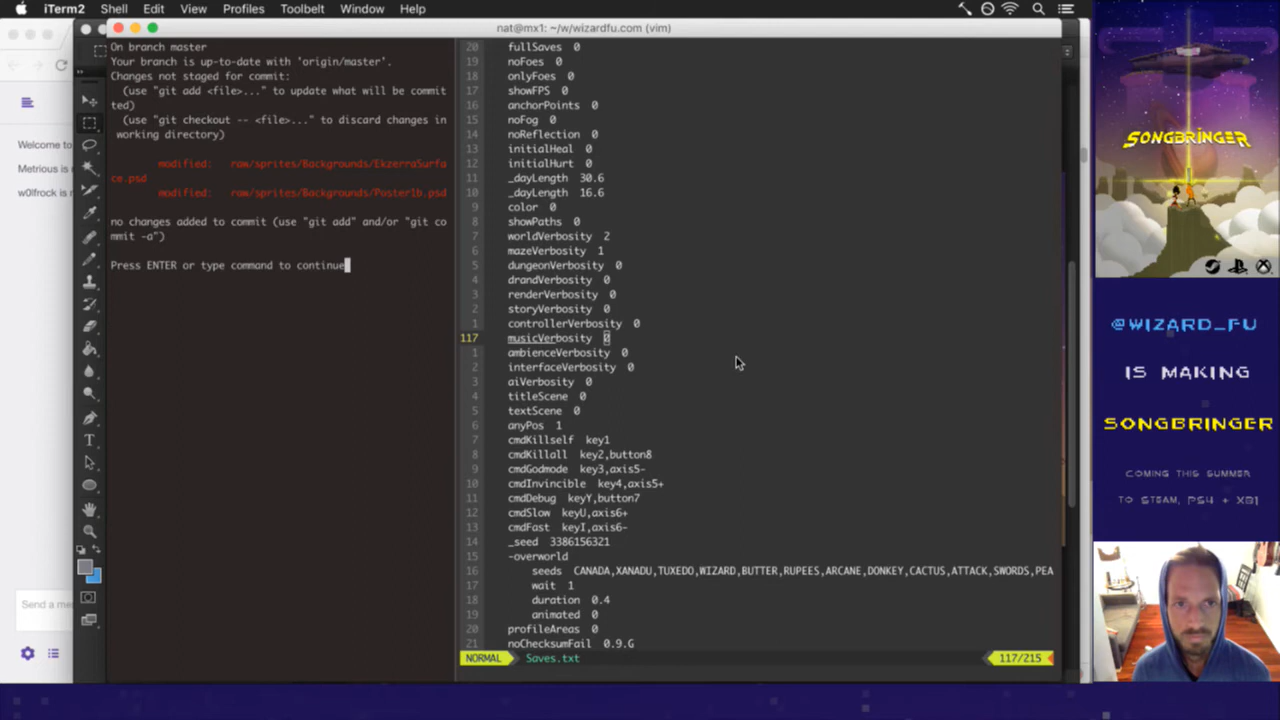 iTerm2 Shell Edit View Profiles Toolbelt Window Help
nat@mx1: ~/w/wizardfu.com (vim)
Welcome to
Metrious is
w0lfrock is
Send a me
On branch master
Your branch is up-to-date with 'origin/master'.
Changes not staged for commit:
(use "git add <file>..." to update what will be commit
ted)
(use "git checkout -- <file>..." to discard changes in
working directory)
modified: raw/sprites/Backgrounds/EkzerraSurfa
ce.psd
modified: raw/sprites/Backgrounds/Poster1b.psd
no changes added to commit (use "git add" and/or "git co
mmit -a")
Press ENTER or type command to continue
20 fullSaves 0
19 noFoes 0
18 onlyFoes 0
17 showFPS 0
16 anchorPoints 0
15 noFog 0
14 noReflection 0
13 initialHeal 0
12 initialHurt 0
11 _dayLength 30.6
10 _dayLength 16.6
9 color 0
8 showPaths 0
7 worldVerbosity 2
6 mazeVerbosity 1
5 dungeonVerbosity 0
4 drandVerbosity 0
3 renderVerbosity 0
2 storyVerbosity 0
1 controllerVerbosity 0
117 musicVerbosity 0
1 ambienceVerbosity 0
2 interfaceVerbosity 0
3 aiVerbosity 0
4 titleScene 0
5 textScene 0
6 anyPos 1
7 cmdKillself key1
8 cmdKillall key2,button8
9 cmdGodmode key3,axis5-
10 cmdInvincible key4,axis5+
11 cmdDebug keyY,button7
12 cmdSlow keyU,axis6+
13 cmdFast keyI,axis6-
14 _seed 3386156321
15 -overworld
16 seeds CANADA,XANADU,TUXEDO,WIZARD,BUTTER,RUPEES,ARCANE,DONKEY,CACTUS,ATTACK,SWORDS,PEA
17 wait 1
18 duration 0.4
19 animated 0
20 profileAreas 0
21 noChecksumFail 0.9.G
NORMAL Saves.txt 117/215
SONGBRINGER
@WIZARD_FU
IS MAKING
SONGBRINGER
COMING THIS SUMMER
TO STEAM, PS4 + XB1